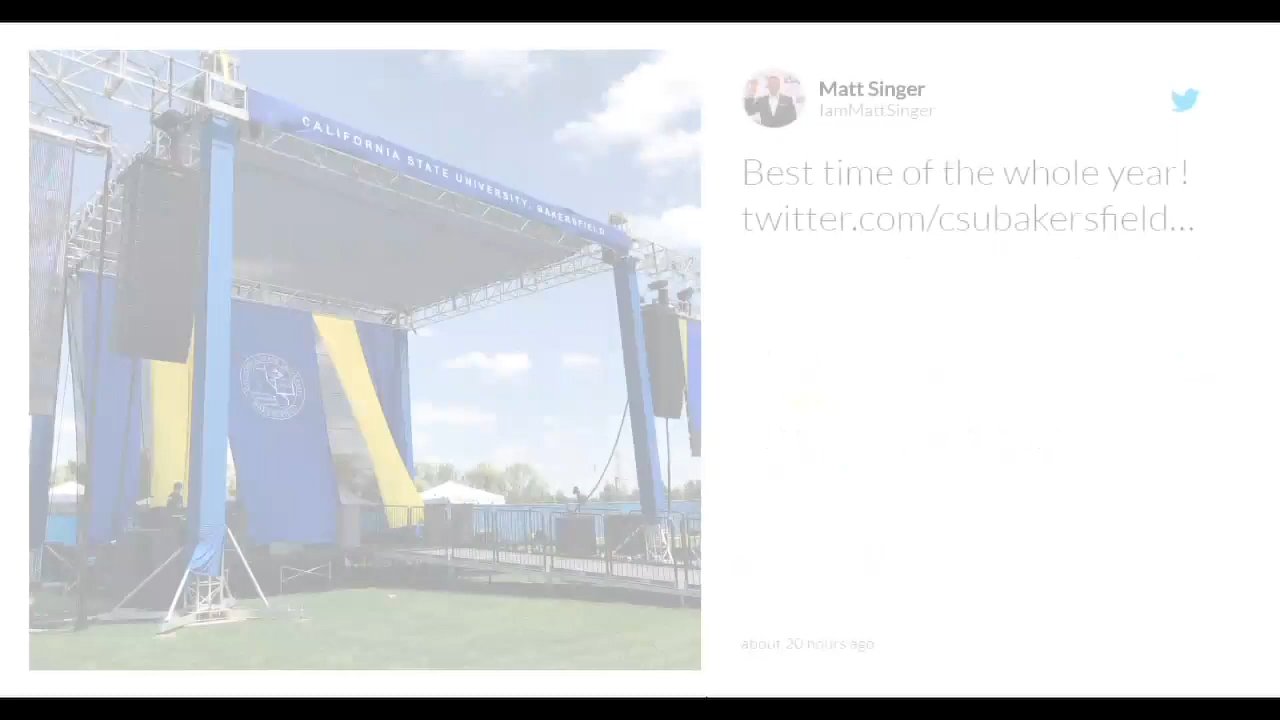 CALIFORNIA STATE UNIVERSITY, BAKERSFIELD
Matt Singer
IamMattSinger
Best time of the whole year!
twitter.com/csubakersfield...
about 20 hours ago